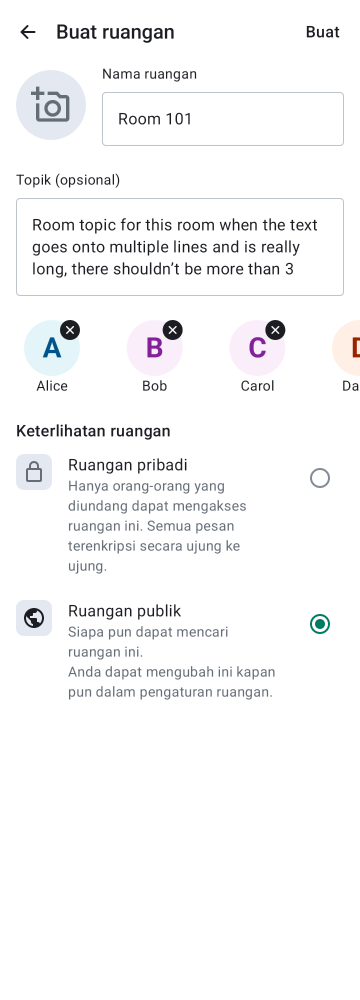 Buat ruangan
Buat
Nama ruangan
Room 101
Topik (opsional)
Room topic for this room when the text
goes onto multiple lines and is really
long, there shouldn’t be more than 3
A
B
C
Alice
Bob
Carol
Da
Keterlihatan ruangan
Ruangan pribadi
Hanya orang-orang yang
diundang dapat mengakses
ruangan ini. Semua pesan
terenkripsi secara ujung ke
ujung.
Ruangan publik
Siapa pun dapat mencari
ruangan ini.
Anda dapat mengubah ini kapan
pun dalam pengaturan ruangan.